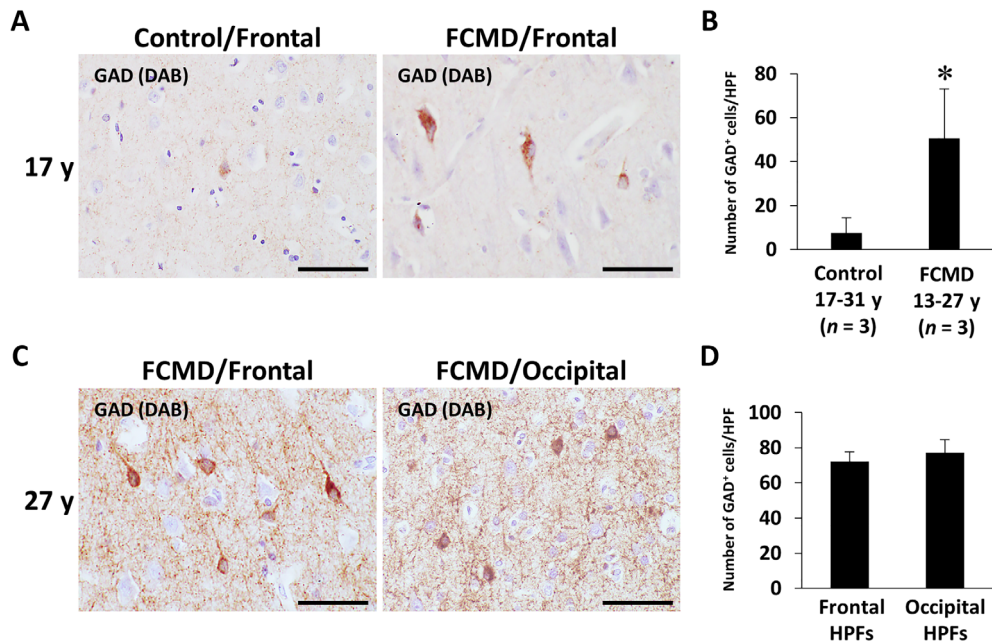 A
Control/Frontal
FCMD/Frontal
GAD (DAB)
GAD (DAB)
17 y
B
Number of GAD⁺ cells/HPF
80
60
40
20
0
*
Control
17-31 y
(n = 3)
FCMD
13-27 y
(n = 3)
C
FCMD/Frontal
FCMD/Occipital
GAD (DAB)
GAD (DAB)
27 y
D
Number of GAD⁺ cells/HPF
100
80
60
40
20
0
Frontal
HPFs
Occipital
HPFs